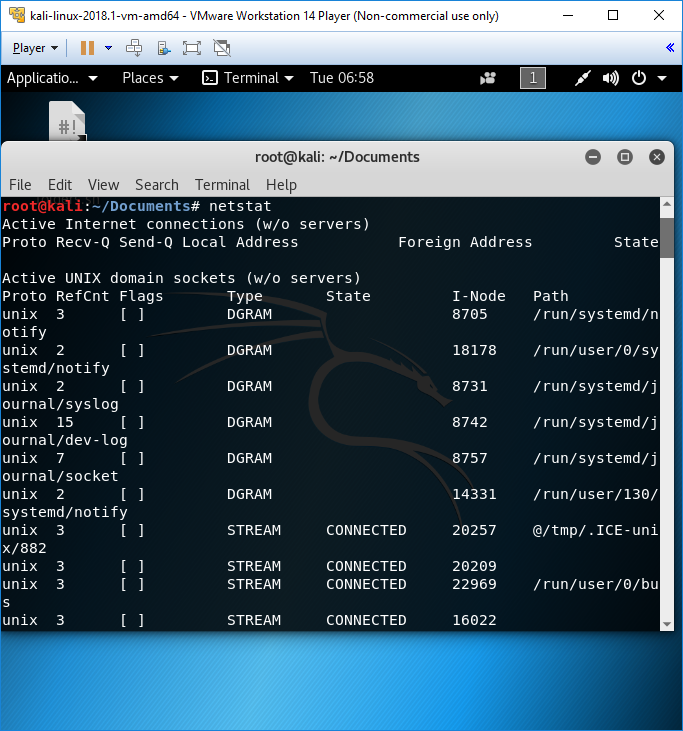 kali-linux-2018.1-vm-amd64 - VMware Workstation 14 Player (Non-commercial use only)
Player
Applicatio... Places Terminal Tue 06:58 1
#!
root@kali: ~/Documents
File Edit View Search Terminal Help
root@kali:~/Documents# netstat
Active Internet connections (w/o servers)
Proto Recv-Q Send-Q Local Address Foreign Address State
Active UNIX domain sockets (w/o servers)
Proto RefCnt Flags Type State I-Node Path
unix 3 [ ] DGRAM 8705 /run/systemd/n
otify
unix 2 [ ] DGRAM 18178 /run/user/0/sy
stemd/notify
unix 2 [ ] DGRAM 8731 /run/systemd/j
ournal/syslog
unix 15 [ ] DGRAM 8742 /run/systemd/j
ournal/dev-log
unix 7 [ ] DGRAM 8757 /run/systemd/j
ournal/socket
unix 2 [ ] DGRAM 14331 /run/user/130/
systemd/notify
unix 3 [ ] STREAM CONNECTED 20257 @/tmp/.ICE-uni
x/882
unix 3 [ ] STREAM CONNECTED 20209
unix 3 [ ] STREAM CONNECTED 22969 /run/user/0/bu
s
unix 3 [ ] STREAM CONNECTED 16022